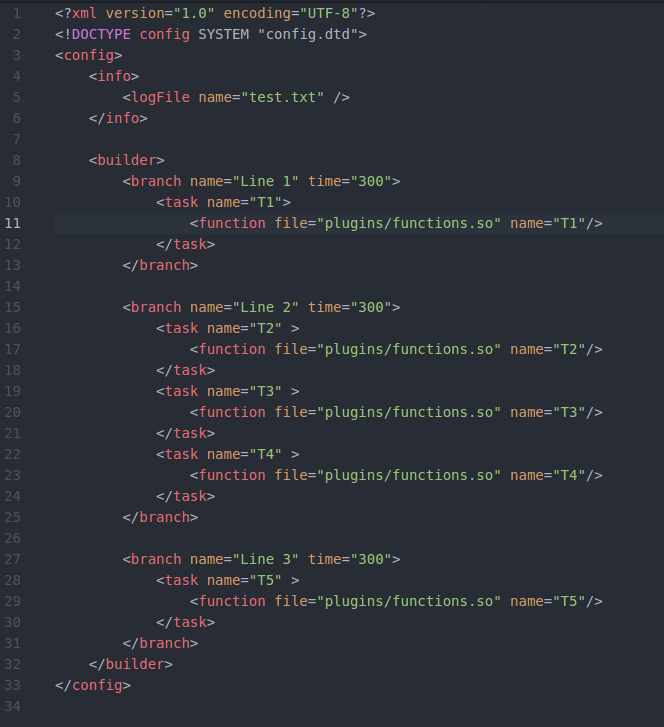 1 <?xml version="1.0" encoding="UTF-8"?>
2 <!DOCTYPE config SYSTEM "config.dtd">
3 <config>
4     <info>
5         <logFile name="test.txt" />
6     </info>
7
8     <builder>
9         <branch name="Line 1" time="300">
10             <task name="T1">
11                 <function file="plugins/functions.so" name="T1"/>
12             </task>
13         </branch>
14
15         <branch name="Line 2" time="300">
16             <task name="T2" >
17                 <function file="plugins/functions.so" name="T2"/>
18             </task>
19             <task name="T3" >
20                 <function file="plugins/functions.so" name="T3"/>
21             </task>
22             <task name="T4" >
23                 <function file="plugins/functions.so" name="T4"/>
24             </task>
25         </branch>
26
27         <branch name="Line 3" time="300">
28             <task name="T5" >
29                 <function file="plugins/functions.so" name="T5"/>
30             </task>
31         </branch>
32     </builder>
33 </config>
34